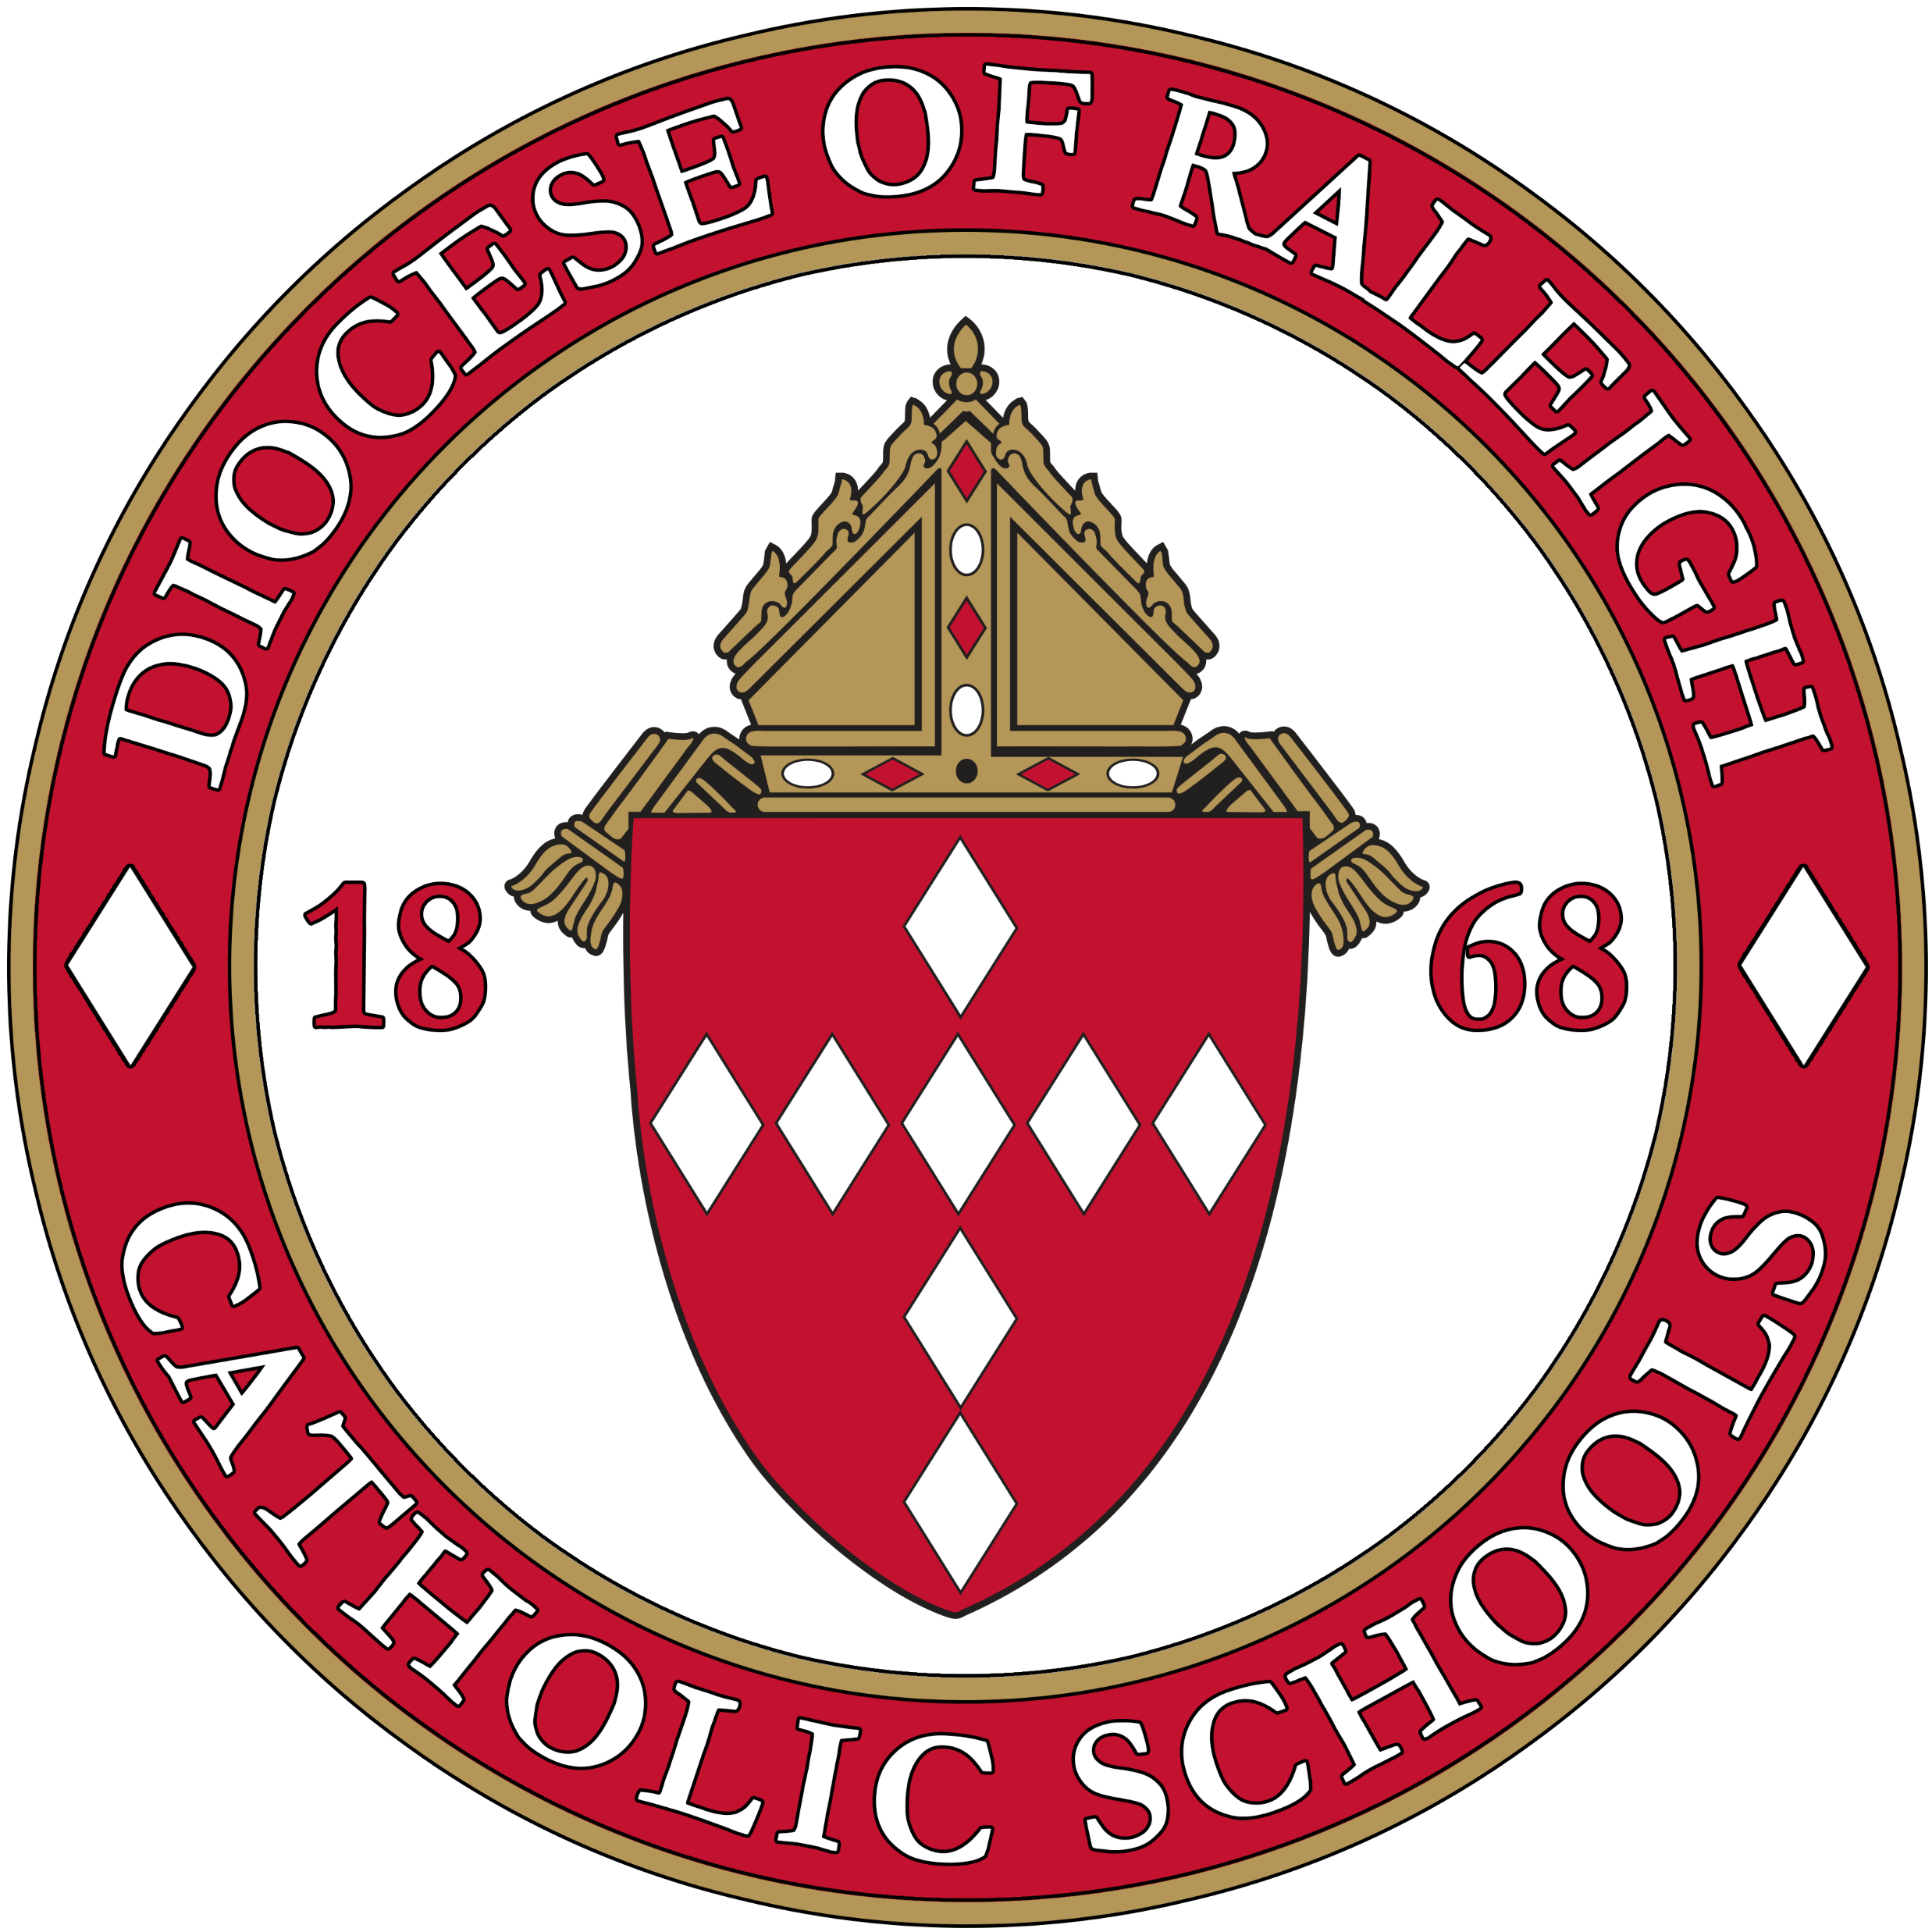 DIOCESE OF RALEIGH
18 68
CATHOLIC SCHOOLS